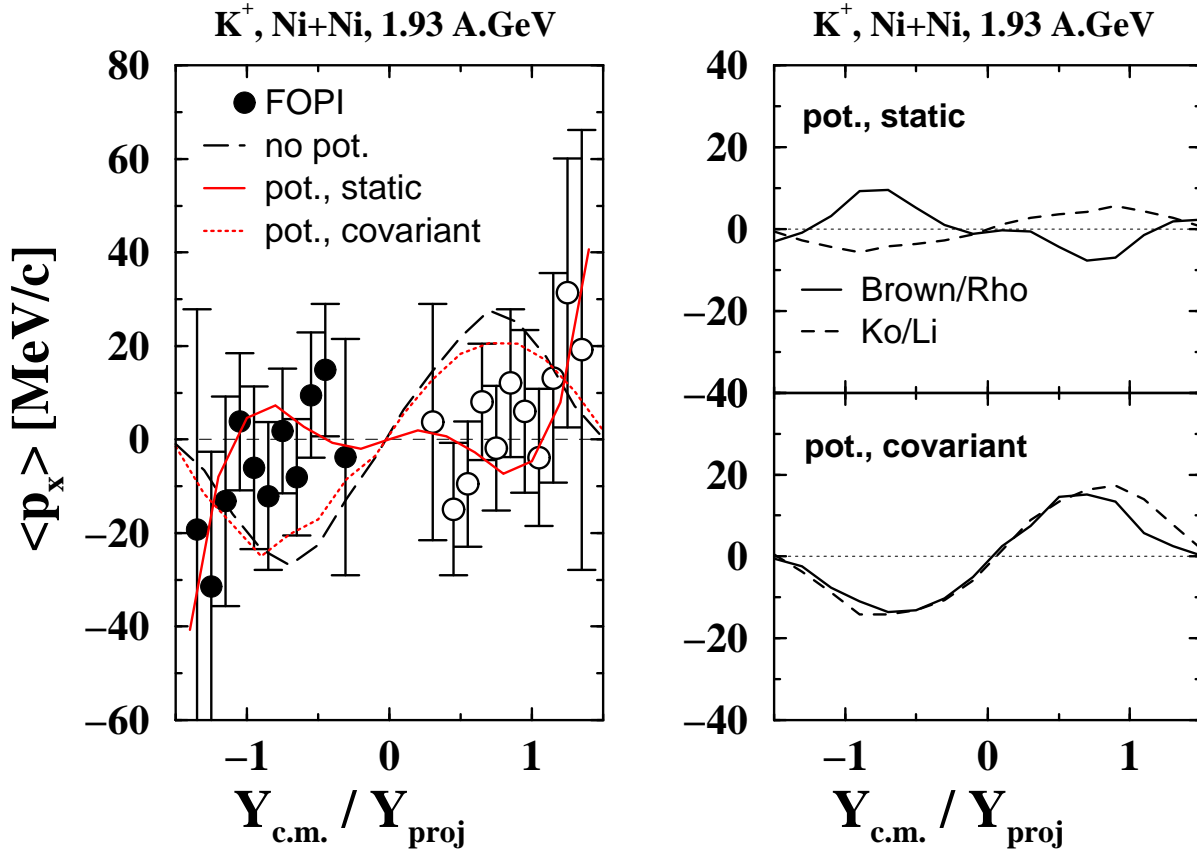 K+, Ni+Ni, 1.93 A.GeV
80
60
40
20
0
−20
−40
−60
<p_x> [MeV/c]
FOPI
no pot.
pot., static
pot., covariant
−1 0 1
Y_c.m. / Y_proj
K+, Ni+Ni, 1.93 A.GeV
40
pot., static
20
0
Brown/Rho
Ko/Li
−20
40
pot., covariant
20
0
−20
−40
−1 0 1
Y_c.m. / Y_proj